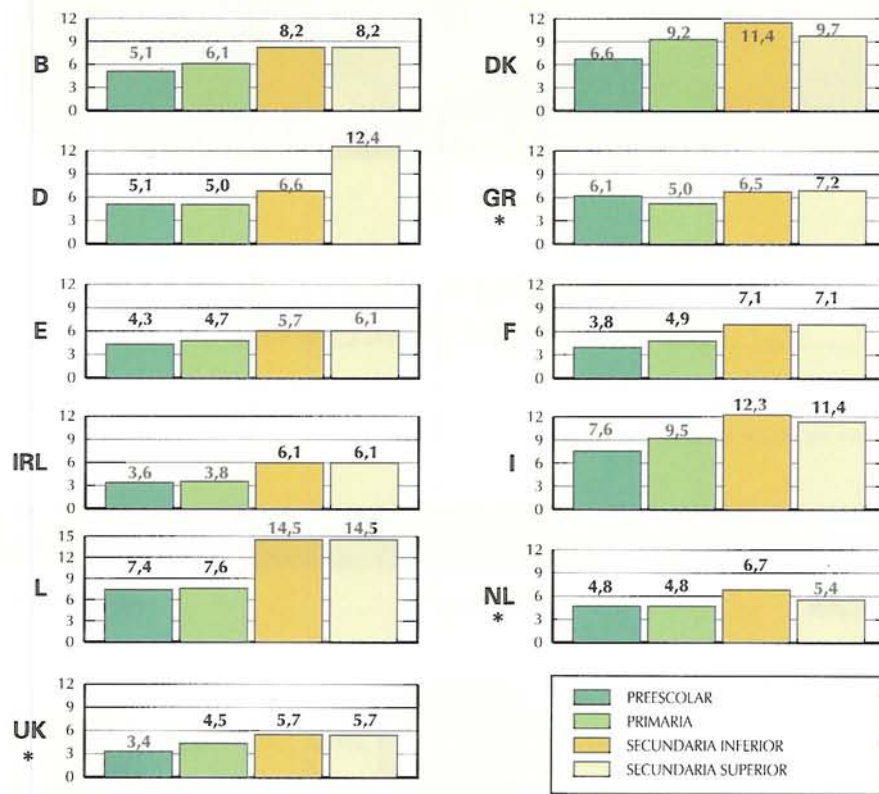 12
9
6
3
0
B
5,1 6,1 8,2 8,2
12
9
6
3
0
DK
6,6 9,2 11,4 9,7
12
9
6
3
0
D
5,1 5,0 6,6 12,4
12
9
6
3
0
GR
*
6,1 5,0 6,5 7,2
12
9
6
3
0
E
4,3 4,7 5,7 6,1
12
9
6
3
0
F
3,8 4,9 7,1 7,1
12
9
6
3
0
IRL
3,6 3,8 6,1 6,1
12
9
6
3
0
I
7,6 9,5 12,3 11,4
15
12
9
6
3
0
L
7,4 7,6 14,5 14,5
12
9
6
3
0
NL
*
4,8 4,8 6,7 5,4
12
9
6
3
0
UK
*
3,4 4,5 5,7 5,7
PREESCOLAR
PRIMARIA
SECUNDARIA INFERIOR
SECUNDARIA SUPERIOR